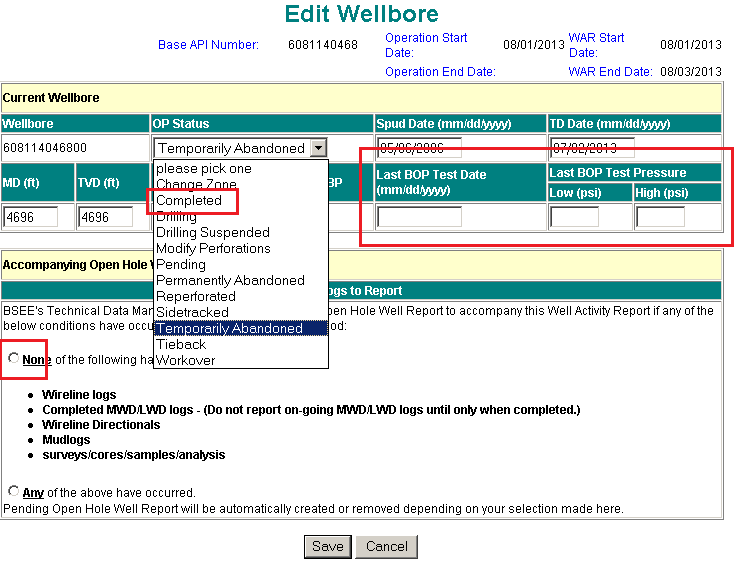 Edit Wellbore
Base API Number: 6081140468 Operation Start Date: 08/01/2013 WAR Start Date: 08/01/2013
Operation End Date: WAR End Date: 08/03/2013
Current Wellbore
Wellbore OP Status Spud Date (mm/dd/yyyy) TD Date (mm/dd/yyyy)
608114046800 Temporarily Abandoned 05/06/2006 07/02/2013
MD (ft) TVD (ft) BP Last BOP Test Date (mm/dd/yyyy) Last BOP Test Pressure
Low (psi) High (psi)
4696 4696
please pick one
Change Zone
Completed
Drilling
Drilling Suspended
Modify Perforations
Pending
Permanently Abandoned
Reperforated
Sidetracked
Temporarily Abandoned
Tieback
Workover
Accompanying Open Hole
ogs to Report
BSEE's Technical Data Man pen Hole Well Report to accompany this Well Activity Report if any of the
below conditions have occu od:
None of the following ha
Wireline logs
Completed MWD/LWD logs - (Do not report on-going MWD/LWD logs until only when completed.)
Wireline Directionals
Mudlogs
surveys/cores/samples/analysis
Any of the above have occurred.
Pending Open Hole Well Report will be automatically created or removed depending on your selection made here.
Save Cancel